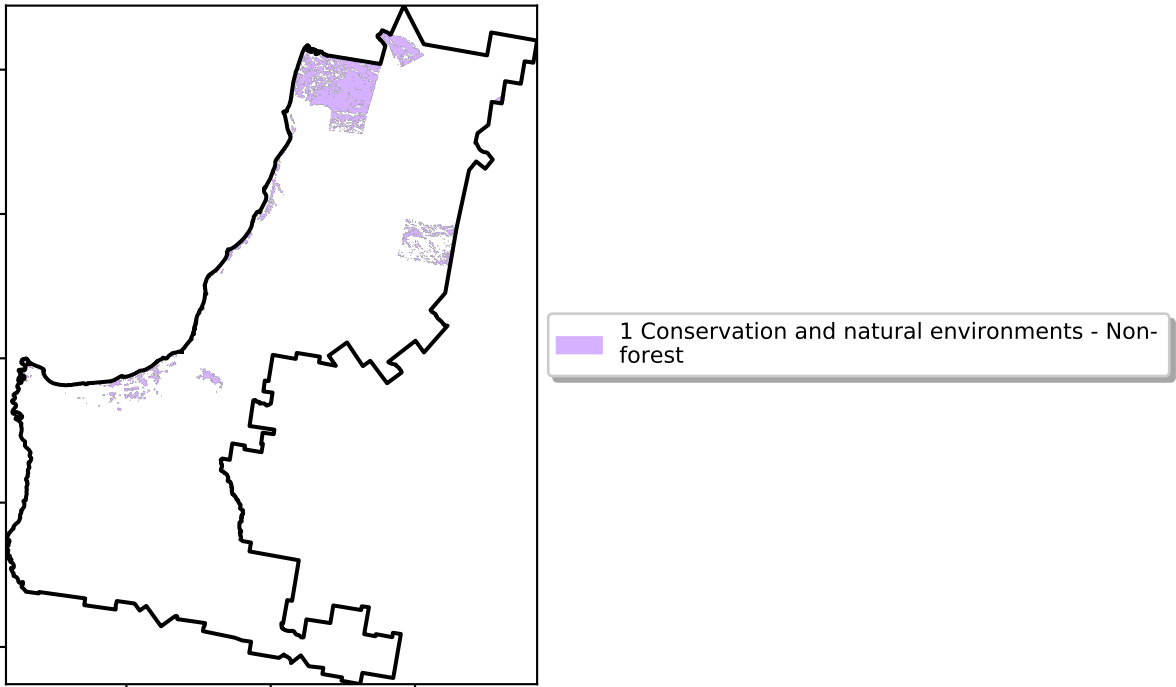 1 Conservation and natural environments - Non-
forest